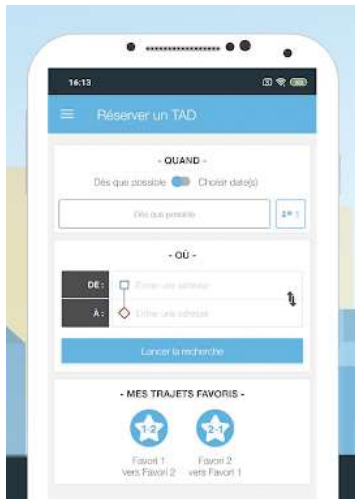 16:13
Réserver un TAD
- QUAND -
Dès que possible Choisir date(s)
Dès que possible 1
- OÙ -
DE : Entrer une adresse
À : Entrer une adresse
Lancer la recherche
- MES TRAJETS FAVORIS -
1-2 2-1
Favori 1 Favori 2
vers Favori 2 vers Favori 1